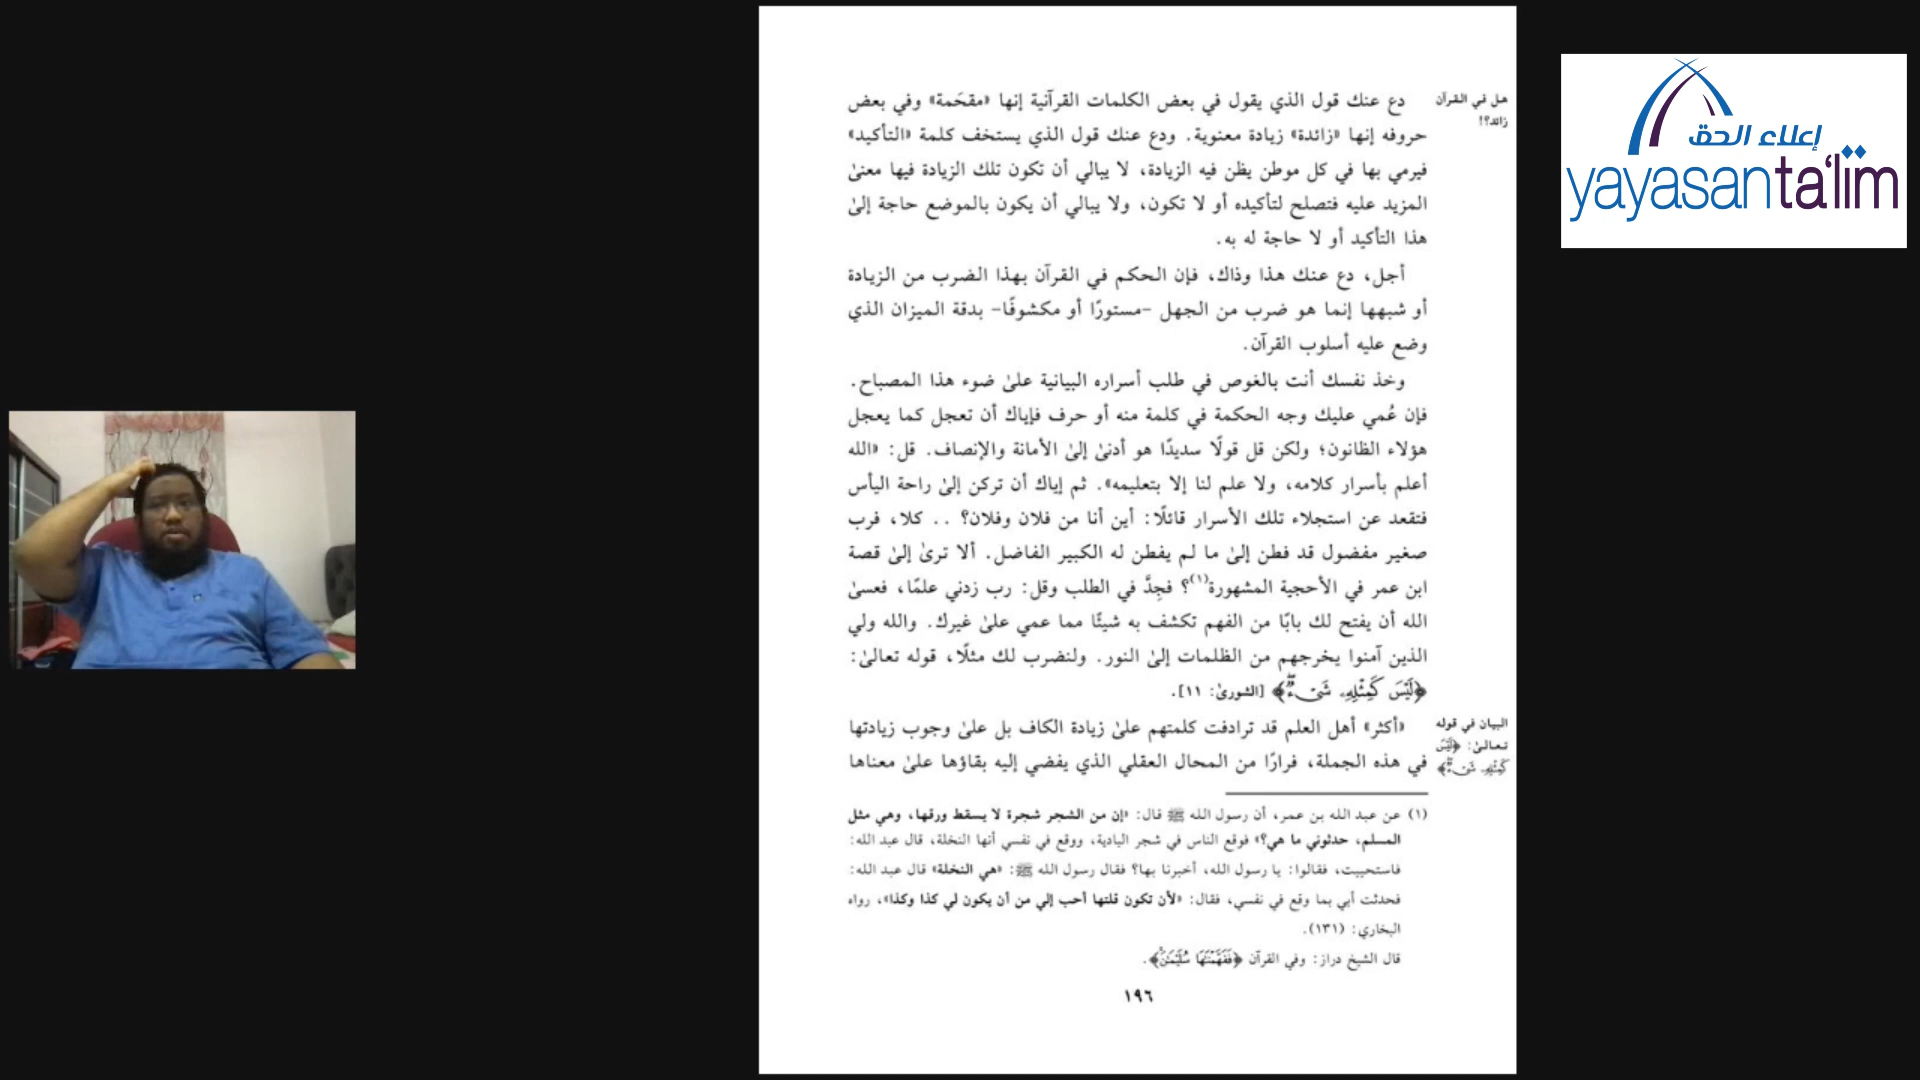 هل في القرآن
زائد؟!
دع عنك قول الذي يقول في بعض الكلمات القرآنية إنها «مقحَمة» وفي بعض
حروفه إنها «زائدة» زيادة معنوية. ودع عنك قول الذي يستخف كلمة «التأكيد»
فيرمي بها في كل موطن يظن فيه الزيادة، لا يبالي أن تكون تلك الزيادة فيها معنىٰ
المزيد عليه فتصلح لتأكيده أو لا تكون، ولا يبالي أن يكون بالموضع حاجة إلىٰ
هذا التأكيد أو لا حاجة له به.
أجل، دع عنك هذا وذاك، فإن الحكم في القرآن بهذا الضرب من الزيادة
أو شبهها إنما هو ضرب من الجهل -مستورًا أو مكشوفًا- بدقة الميزان الذي
وضع عليه أسلوب القرآن.
وخذ نفسك أنت بالغوص في طلب أسراره البيانية علىٰ ضوء هذا المصباح.
فإن عُمي عليك وجه الحكمة في كلمة منه أو حرف فإياك أن تعجل كما يعجل
هؤلاء الظانون؛ ولكن قل قولًا سديدًا هو أدنىٰ إلىٰ الأمانة والإنصاف. قل: «الله
أعلم بأسرار كلامه، ولا علم لنا إلا بتعليمه». ثم إياك أن تركن إلىٰ راحة اليأس
فتقعد عن استجلاء تلك الأسرار قائلًا: أين أنا من فلان وفلان؟ .. كلا، فرب
صغير مفضول قد فطن إلىٰ ما لم يفطن له الكبير الفاضل. ألا ترىٰ إلىٰ قصة
ابن عمر في الأحجية المشهورة(١)؟ فجِدَّ في الطلب وقل: رب زدني علمًا، فعسىٰ
الله أن يفتح لك بابًا من الفهم تكشف به شيئًا مما عمي علىٰ غيرك. والله ولي
الذين آمنوا يخرجهم من الظلمات إلىٰ النور. ولنضرب لك مثلًا، قوله تعالىٰ:
﴿لَيْسَ كَمِثْلِهِۦ شَىْءٌ﴾ [الشورىٰ: ١١].
البيان في قوله
تعالىٰ: ﴿لَيْسَ
كَمِثْلِهِۦ شَىْءٌ﴾
«أكثر» أهل العلم قد ترادفت كلمتهم علىٰ زيادة الكاف بل علىٰ وجوب زيادتها
في هذه الجملة، فرارًا من المحال العقلي الذي يفضي إليه بقاؤها علىٰ معناها
(١) عن عبد الله بن عمر، أن رسول الله ﷺ قال: «إن من الشجر شجرة لا يسقط ورقها، وهي مثل
المسلم، حدثوني ما هي؟» فوقع الناس في شجر البادية، ووقع في نفسي أنها النخلة، قال عبد الله:
فاستحييت، فقالوا: يا رسول الله، أخبرنا بها؟ فقال رسول الله ﷺ: «هي النخلة» قال عبد الله:
فحدثت أبي بما وقع في نفسي، فقال: «لأن تكون قلتها أحب إلي من أن يكون لي كذا وكذا»، رواه
البخاري: (١٣١).
قال الشيخ دراز: وفي القرآن ﴿فَفَهَّمْنَٰهَا سُلَيْمَٰنَ﴾.
١٩٦
إعلاء الحق
yayasanta'lim